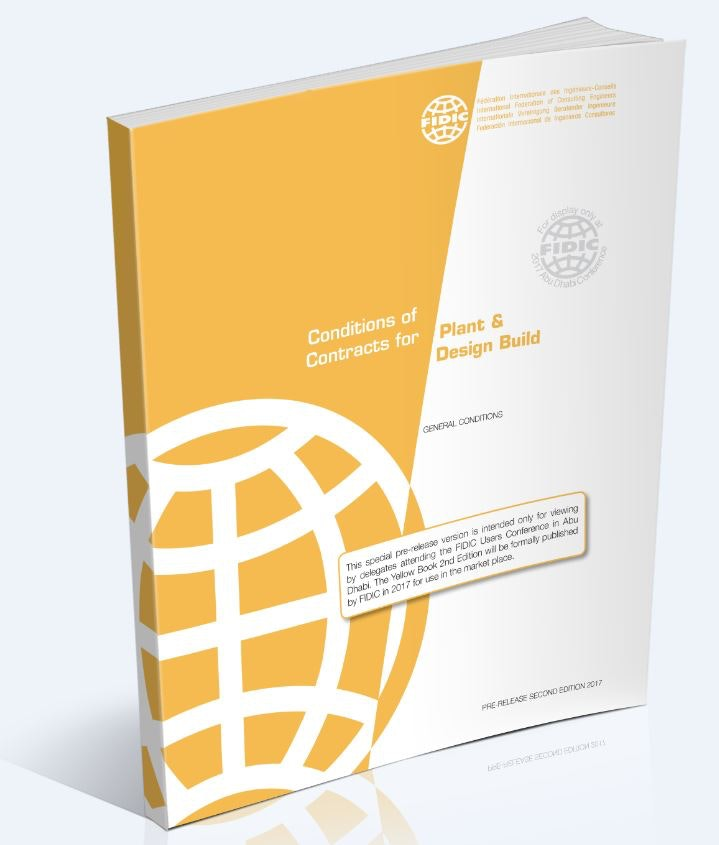 FIDIC
Fédération Internationale des Ingénieurs-Conseils
International Federation of Consulting Engineers
Internationale Vereinigung Beratender Ingenieure
Federación Internacional de Ingenieros Consultores
For display only at
FIDIC
2017 Abu Dhabi Conference
Conditions of
Contracts for
Plant &
Design Build
GENERAL CONDITIONS
This special pre-release version is intended only for viewing
by delegates attending the FIDIC Users Conference in Abu
Dhabi. The Yellow Book 2nd Edition will be formally published
by FIDIC in 2017 for use in the market place.
PRE-RELEASE SECOND EDITION 2017